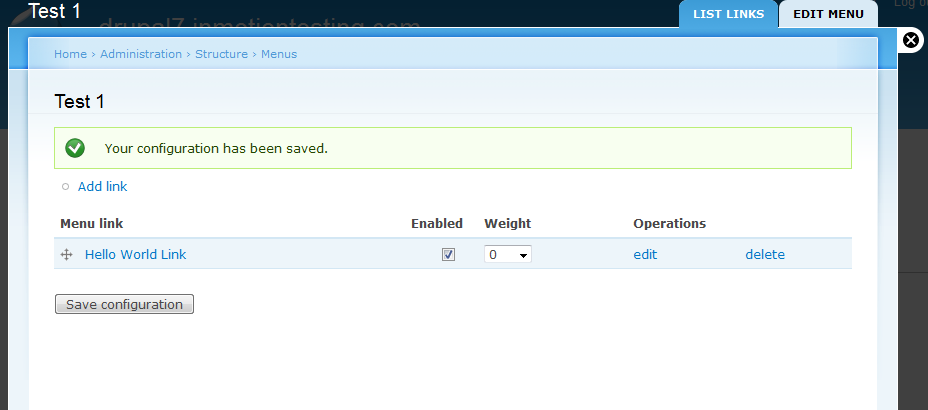 Test 1
drupal7.inmotiontesting.com
Log ou
LIST LINKS EDIT MENU
Home › Administration › Structure › Menus
Test 1
Your configuration has been saved.
Add link
Menu link Enabled Weight Operations
Hello World Link 0 edit delete
Save configuration